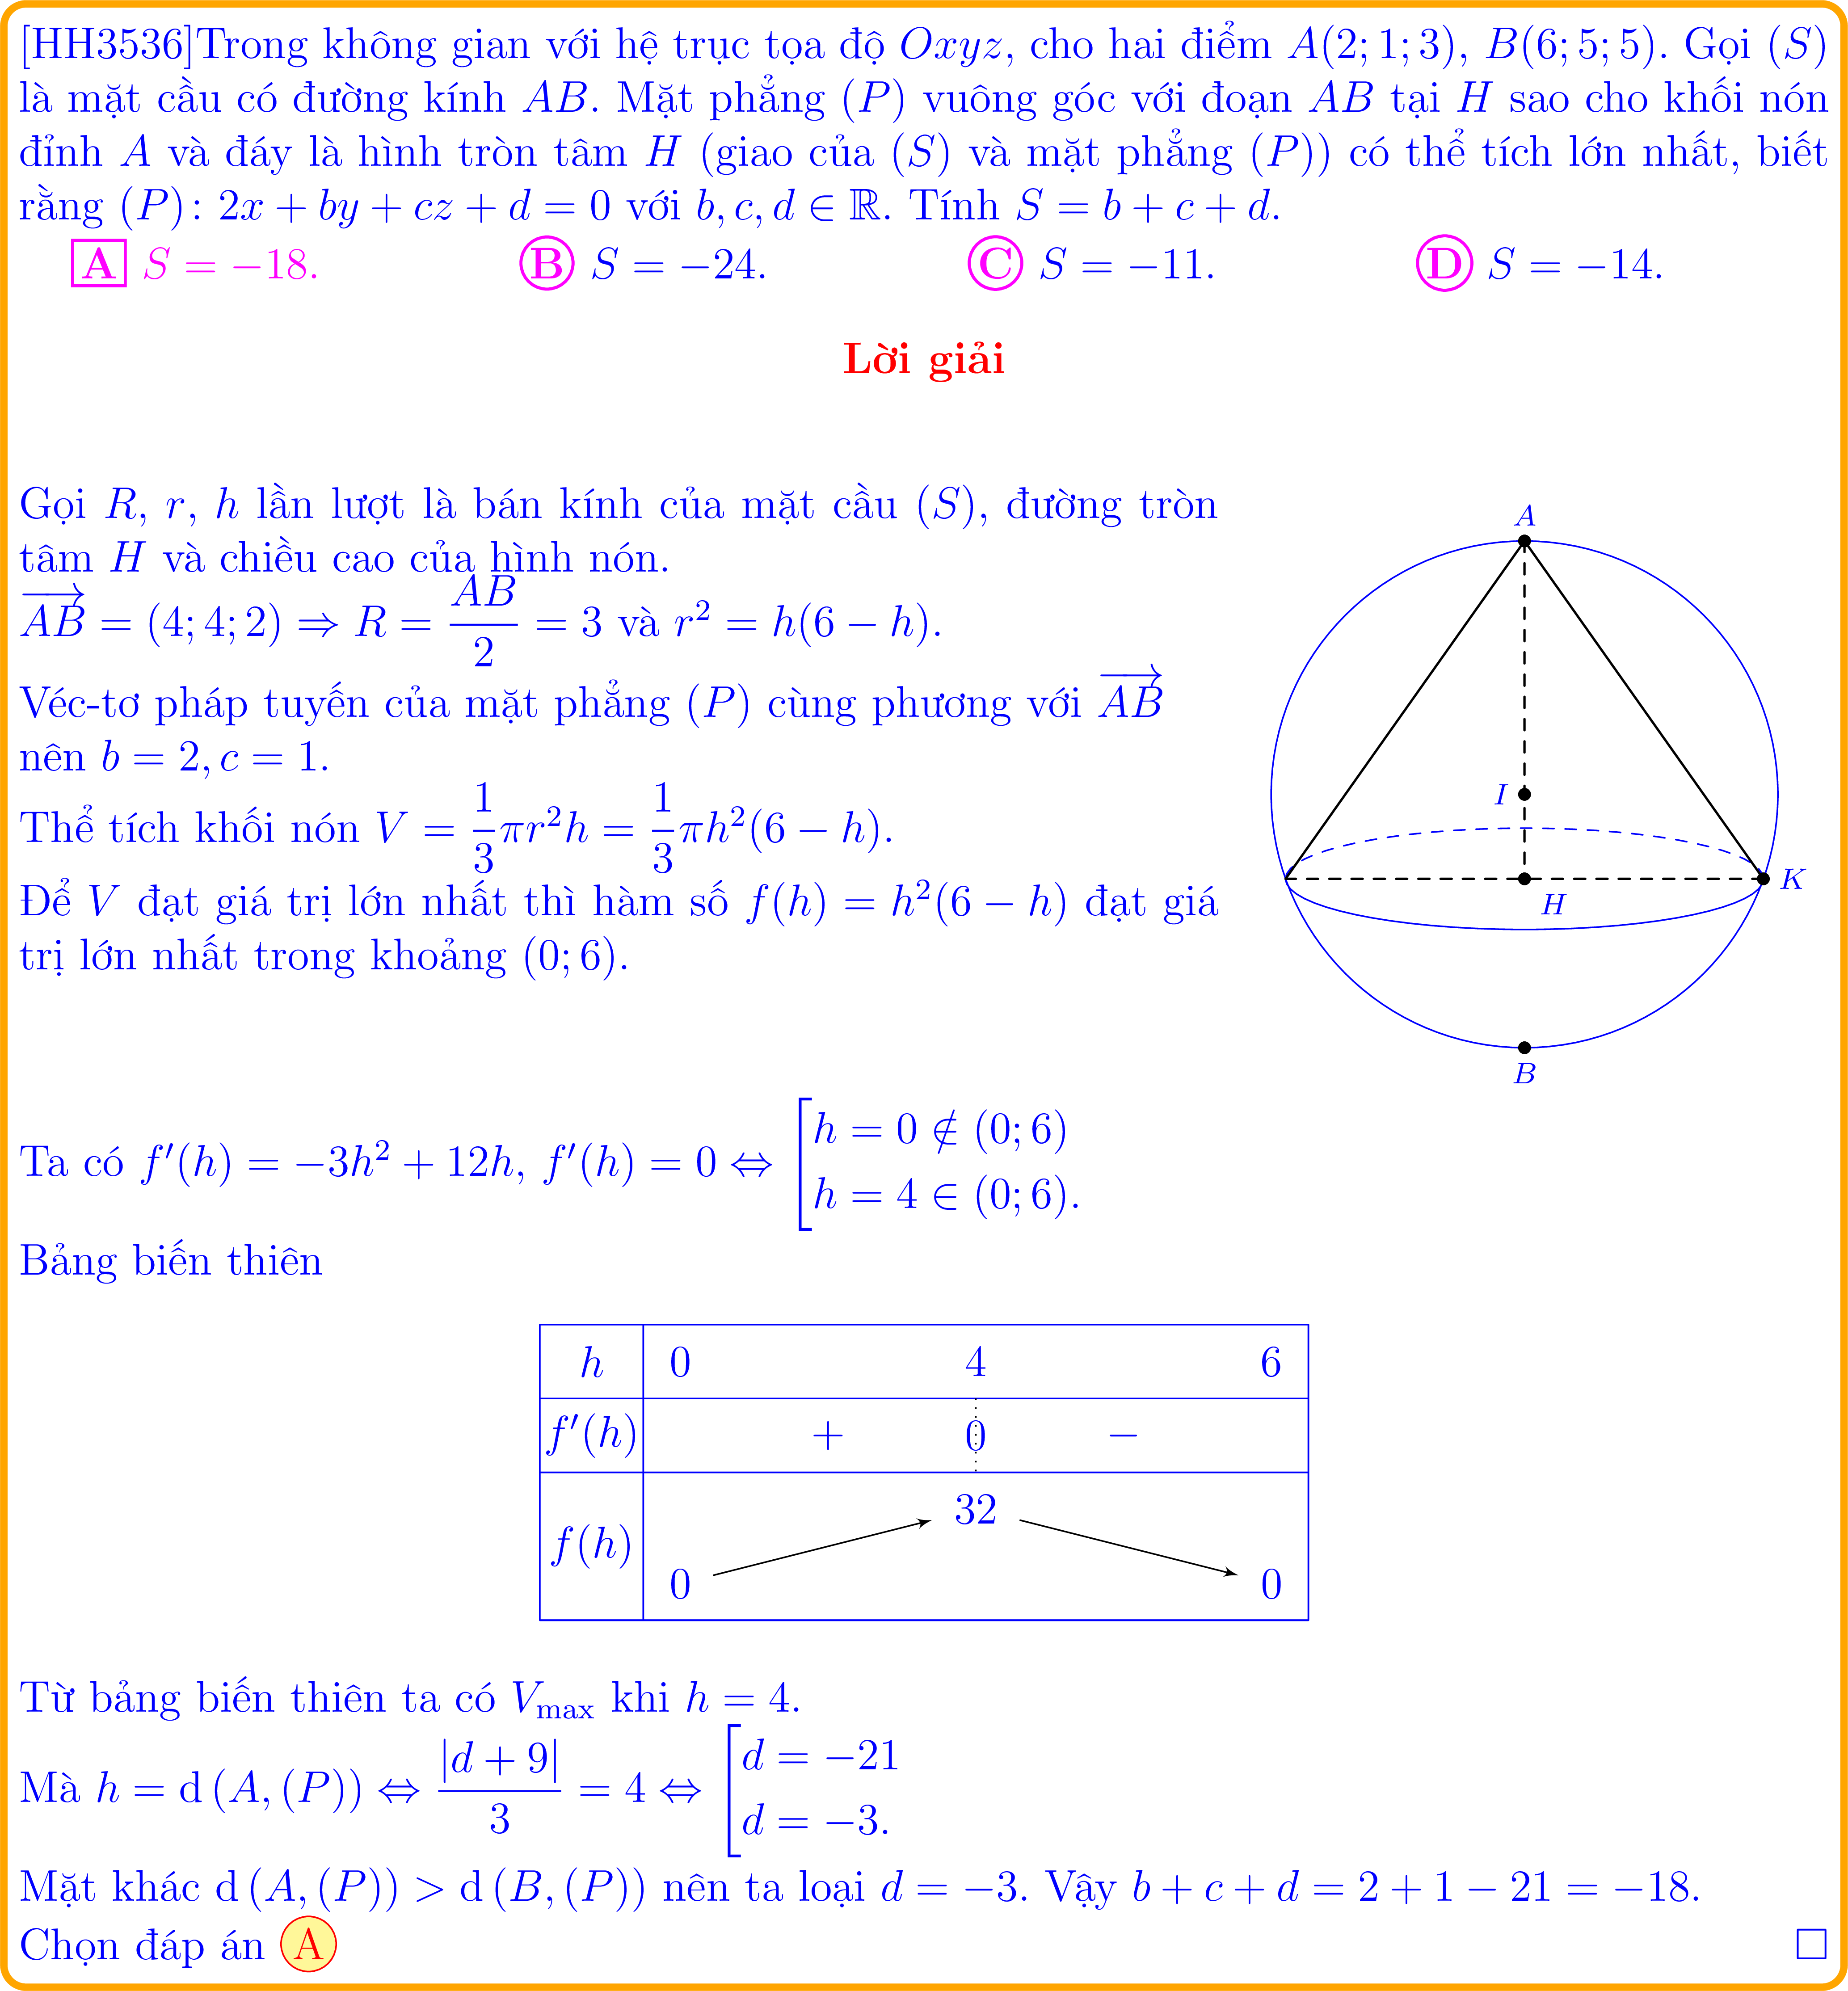 [HH3536]Trong không gian với hệ trục tọa độ Oxyz, cho hai điểm A(2; 1; 3), B(6; 5; 5). Gọi (S)
là mặt cầu có đường kính AB. Mặt phẳng (P) vuông góc với đoạn AB tại H sao cho khối nón
đỉnh A và đáy là hình tròn tâm H (giao của (S) và mặt phẳng (P)) có thể tích lớn nhất, biết
rằng (P): 2x + by + cz + d = 0 với b, c, d ∈ ℝ. Tính S = b + c + d.
A S = −18. B S = −24. C S = −11. D S = −14.
Lời giải
Gọi R, r, h lần lượt là bán kính của mặt cầu (S), đường tròn
tâm H và chiều cao của hình nón.
$\overrightarrow{AB} = (4; 4; 2) \Rightarrow R = \dfrac{AB}{2} = 3$ và $r^2 = h(6 − h)$.
Véc-tơ pháp tuyến của mặt phẳng (P) cùng phương với $\overrightarrow{AB}$
nên b = 2, c = 1.
Thể tích khối nón $V = \dfrac{1}{3}\pi r^2 h = \dfrac{1}{3}\pi h^2(6 − h)$.
Để V đạt giá trị lớn nhất thì hàm số $f(h) = h^2(6 − h)$ đạt giá
trị lớn nhất trong khoảng (0; 6).
A
I
H
K
B
Ta có $f'(h) = −3h^2 + 12h$, $f'(h) = 0 \Leftrightarrow \left[\begin{array}{l} h = 0 \notin (0; 6) \\ h = 4 \in (0; 6). \end{array}\right.$
Bảng biến thiên
h 0 4 6
f′(h) + 0 −
f(h) 0 32 0
Từ bảng biến thiên ta có $V_{\max}$ khi h = 4.
Mà $h = \mathrm{d}(A, (P)) \Leftrightarrow \dfrac{|d + 9|}{3} = 4 \Leftrightarrow \left[\begin{array}{l} d = −21 \\ d = −3. \end{array}\right.$
Mặt khác d (A, (P)) > d (B, (P)) nên ta loại d = −3. Vậy b + c + d = 2 + 1 − 21 = −18.
Chọn đáp án A □